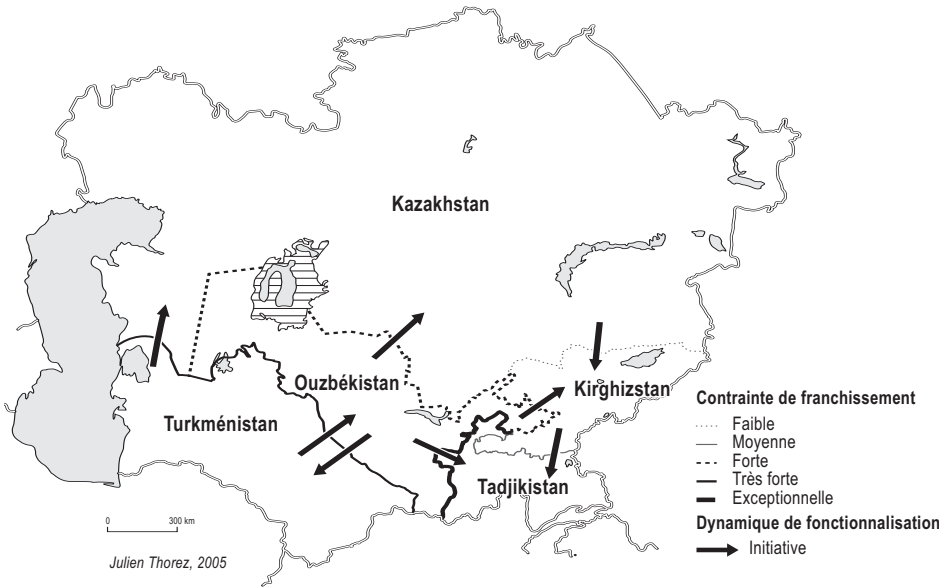 Kazakhstan
Ouzbékistan
Kirghizstan
Turkménistan
Tadjikistan
Contrainte de franchissement
Faible
Moyenne
Forte
Très forte
Exceptionnelle
Dynamique de fonctionnalisation
Initiative
0 300 km
Julien Thorez, 2005